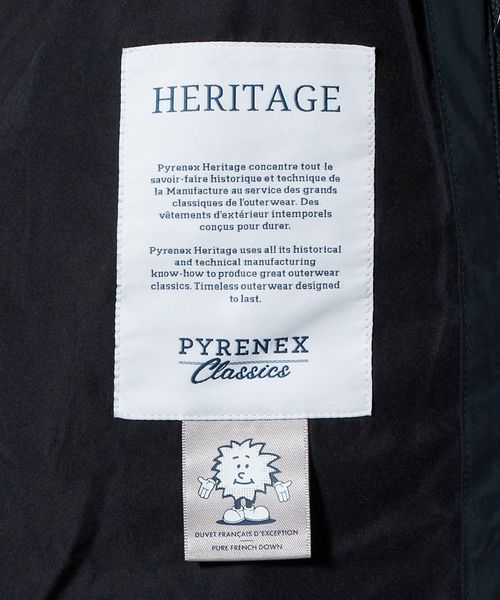 HERITAGE
Pyrenex Heritage concentre tout le
savoir-faire historique et technique de
la Manufacture au service des grands
classiques de l'outerwear. Des
vêtements d'extérieur intemporels
conçus pour durer.
Pyrenex Heritage uses all its historical
and technical manufacturing
know-how to produce great outerwear
classics. Timeless outerwear designed
to last.
PYRENEX
Classics
DUVET FRANÇAIS D'EXCEPTION
PURE FRENCH DOWN